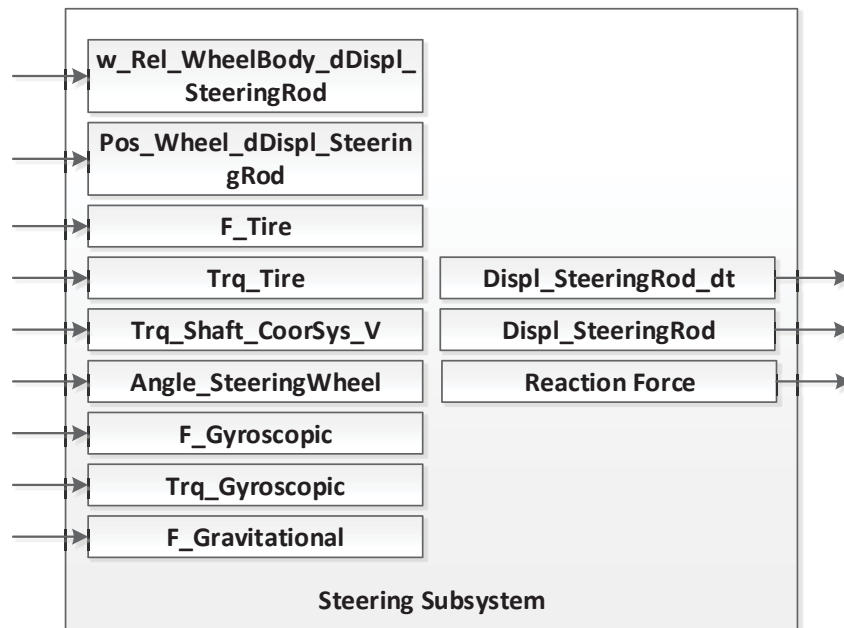 w_Rel_WheelBody_dDispl_
SteeringRod
Pos_Wheel_dDispl_Steerin
gRod
F_Tire
Trq_Tire
Trq_Shaft_CoorSys_V
Angle_SteeringWheel
F_Gyroscopic
Trq_Gyroscopic
F_Gravitational
Displ_SteeringRod_dt
Displ_SteeringRod
Reaction Force
Steering Subsystem